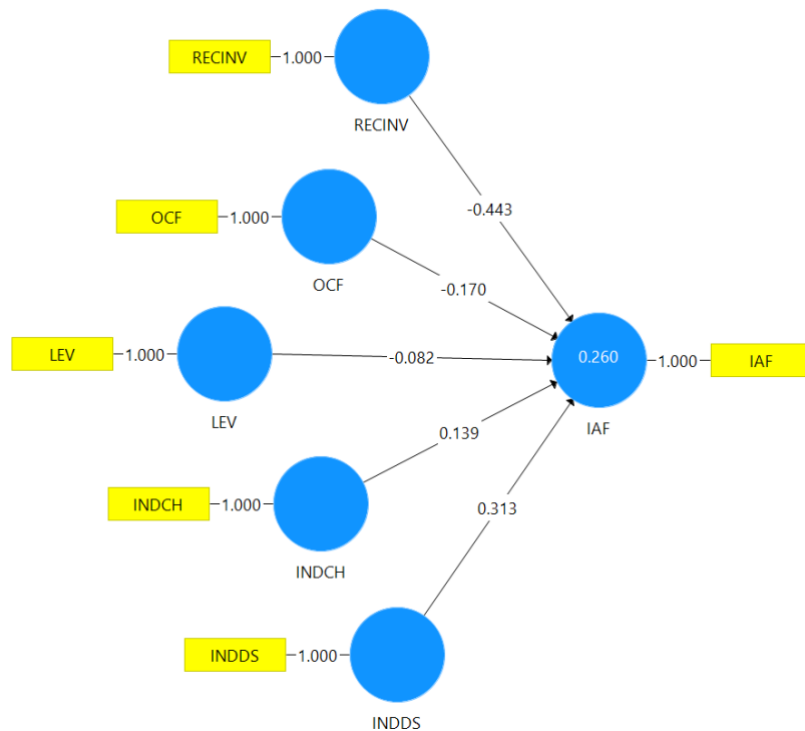 RECINV
1.000
RECINV
-0.443
OCF
1.000
OCF
-0.170
LEV
1.000
LEV
-0.082
0.260
IAF
1.000
IAF
0.139
INDCH
1.000
INDCH
0.313
INDDS
1.000
INDDS